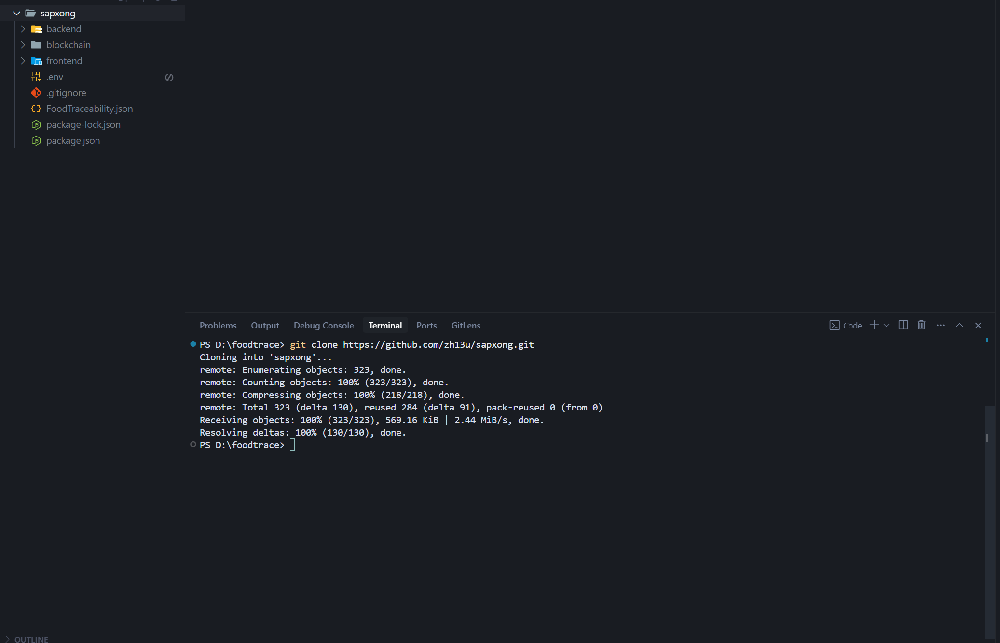 sapxong
backend
blockchain
frontend
.env
.gitignore
FoodTraceability.json
package-lock.json
package.json
OUTLINE
Problems Output Debug Console Terminal Ports GitLens Code
PS D:\foodtrace> git clone https://github.com/zh13u/sapxong.git
Cloning into 'sapxong'...
remote: Enumerating objects: 323, done.
remote: Counting objects: 100% (323/323), done.
remote: Compressing objects: 100% (218/218), done.
remote: Total 323 (delta 130), reused 284 (delta 91), pack-reused 0 (from 0)
Receiving objects: 100% (323/323), 569.16 KiB | 2.44 MiB/s, done.
Resolving deltas: 100% (130/130), done.
PS D:\foodtrace>